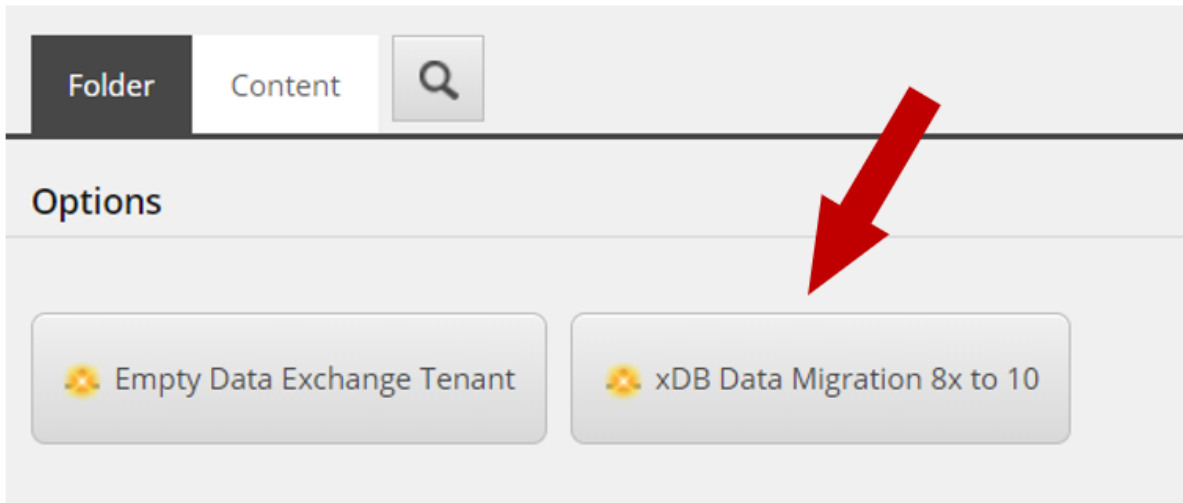 Folder Content
Options
Empty Data Exchange Tenant xDB Data Migration 8x to 10